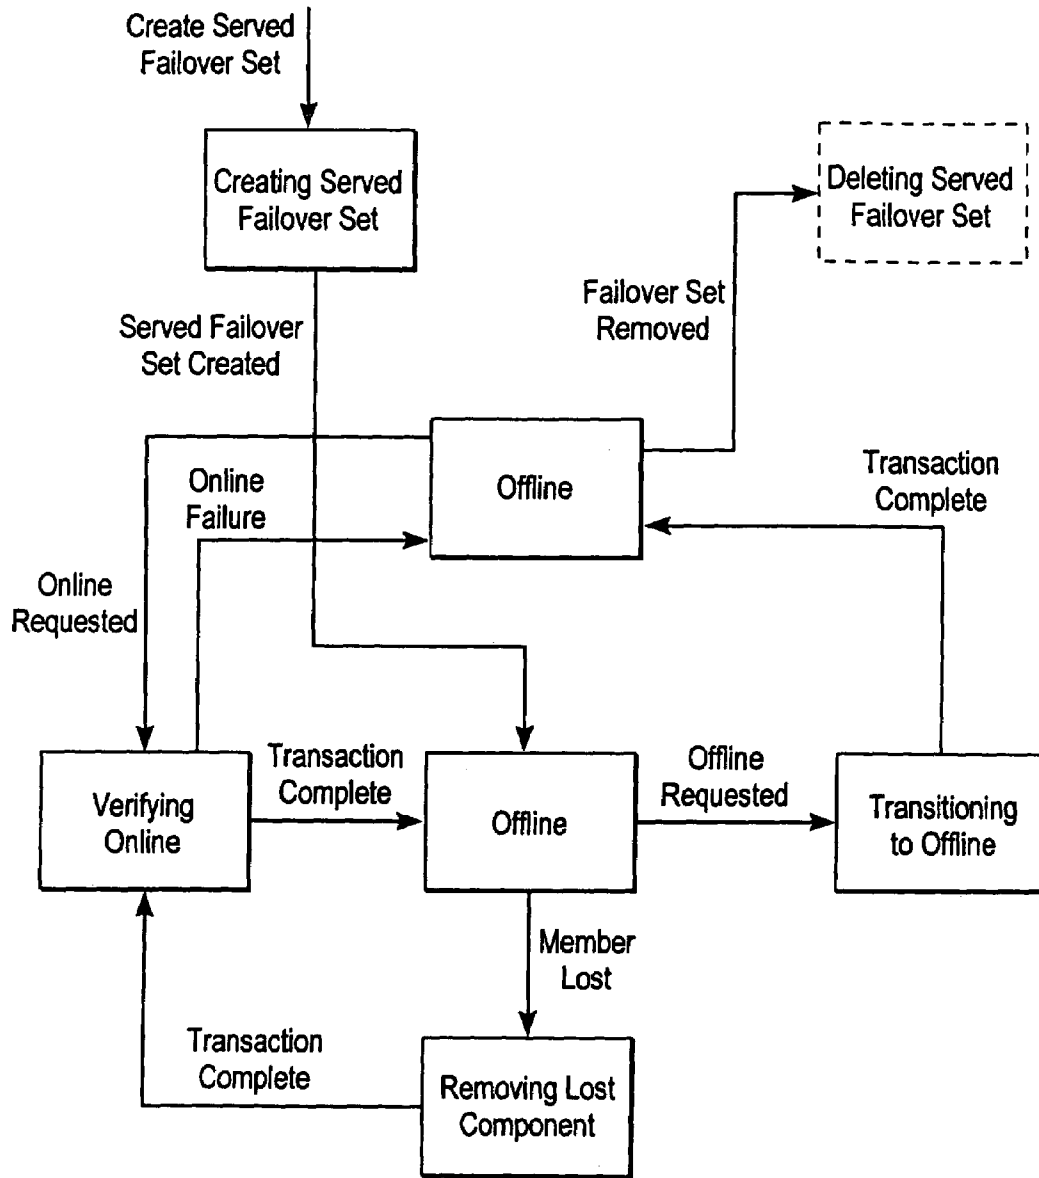 Create Served
Failover Set
Creating Served
Failover Set
Deleting Served
Failover Set
Served Failover
Set Created
Failover Set
Removed
Offline
Online
Failure
Transaction
Complete
Online
Requested
Verifying
Online
Transaction
Complete
Offline
Offline
Requested
Transitioning
to Offline
Member
Lost
Transaction
Complete
Removing Lost
Component